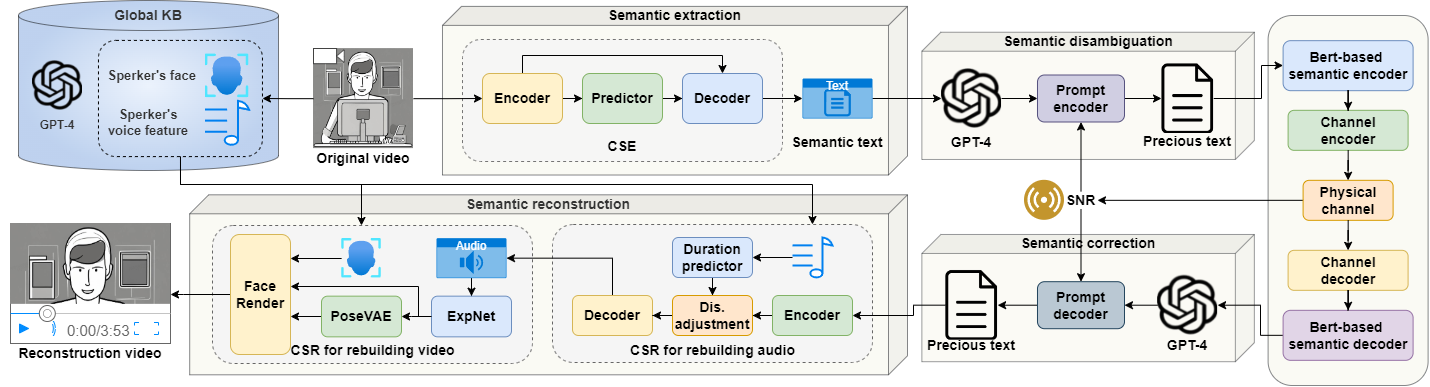 Global KB
Sperker's face
Sperker's
voice feature
GPT-4
Original video
Semantic extraction
Encoder
Predictor
Decoder
CSE
Text
Semantic text
Semantic disambiguation
GPT-4
Prompt
encoder
Precious text
Bert-based
semantic encoder
Channel
encoder
Physical
channel
Channel
decoder
Bert-based
semantic decoder
SNR
Semantic correction
Precious text
Prompt
decoder
GPT-4
Semantic reconstruction
Face
Render
Audio
PoseVAE
ExpNet
CSR for rebuilding video
Duration
predictor
Decoder
Dis.
adjustment
Encoder
CSR for rebuilding audio
0:00/3:53
Reconstruction video